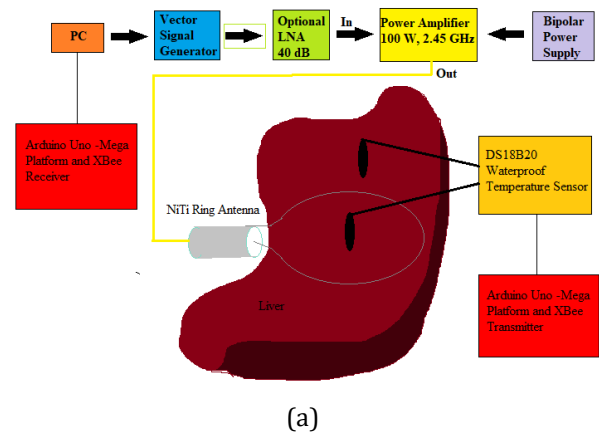 PC
Vector
Signal
Generator
Optional
LNA
40 dB
In
Power Amplifier
100 W, 2.45 GHz
Bipolar
Power
Supply
Out
Arduino Uno -Mega
Platform and XBee
Receiver
NiTi Ring Antenna
DS18B20
Waterproof
Temperature Sensor
Liver
Arduino Uno -Mega
Platform and XBee
Transmitter
(a)